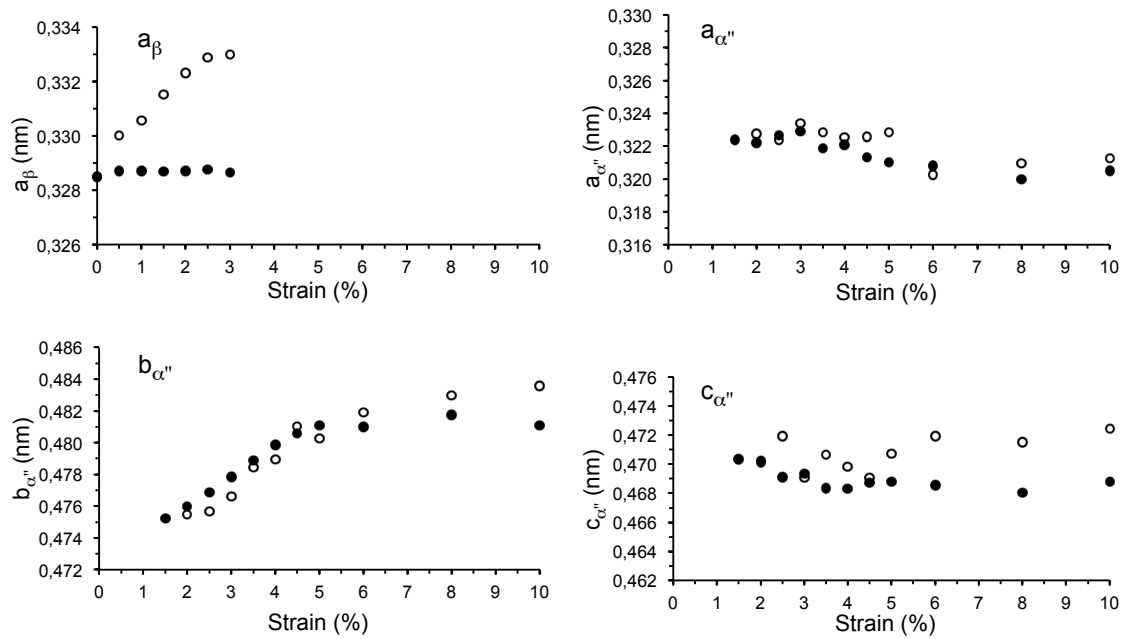 0,334
0,332
0,330
0,328
0,326
a_β (nm)
a_β
0 1 2 3 4 5 6 7 8 9 10
Strain (%)
0,330
0,328
0,326
0,324
0,322
0,320
0,318
0,316
a_α" (nm)
a_α"
0 1 2 3 4 5 6 7 8 9 10
Strain (%)
0,486
0,484
0,482
0,480
0,478
0,476
0,474
0,472
b_α" (nm)
b_α"
0 1 2 3 4 5 6 7 8 9 10
Strain (%)
0,476
0,474
0,472
0,470
0,468
0,466
0,464
0,462
c_α" (nm)
c_α"
0 1 2 3 4 5 6 7 8 9 10
Strain (%)